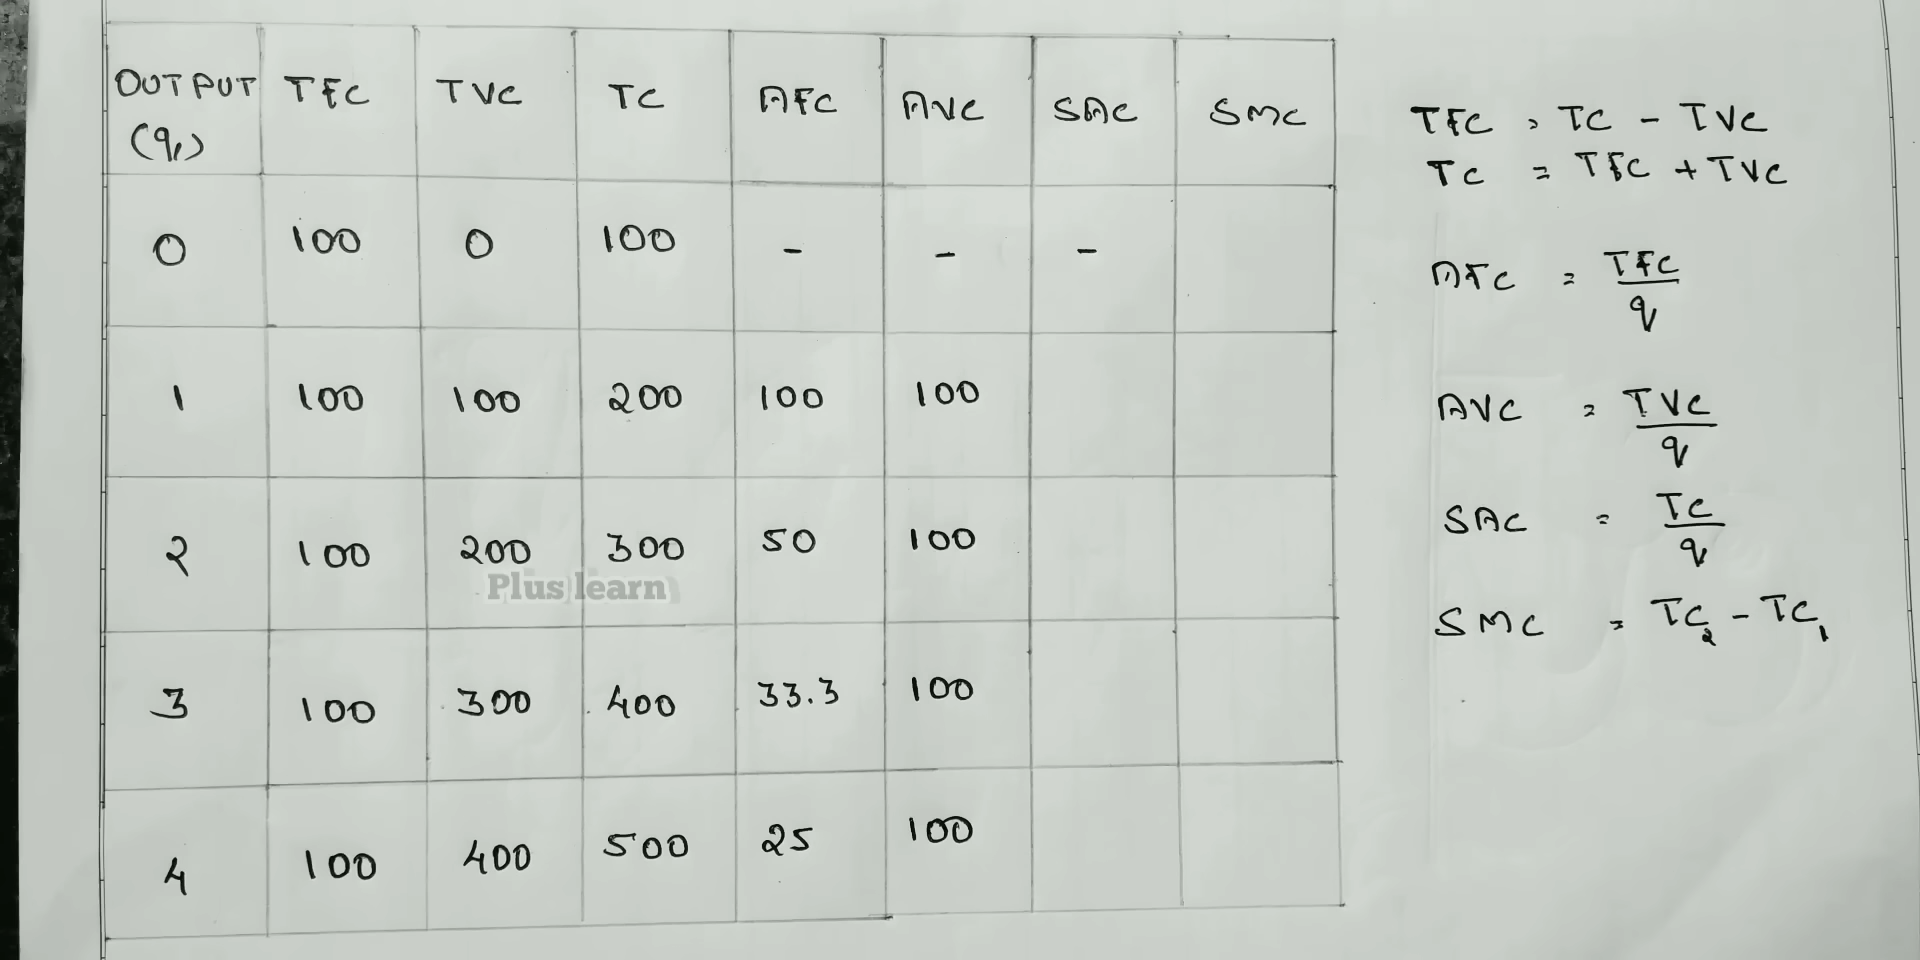 OUTPUT (q) TFC TVC TC AFC AVC SAC SMC
0 100 0 100 - - -
1 100 100 200 100 100
2 100 200 300 50 100
3 100 300 400 33.3 100
4 100 400 500 25 100
Plus learn
TFC = TC - TVC
TC = TFC + TVC
AFC = TFC / q
AVC = TVC / q
SAC = TC / q
SMC = TC₂ - TC₁